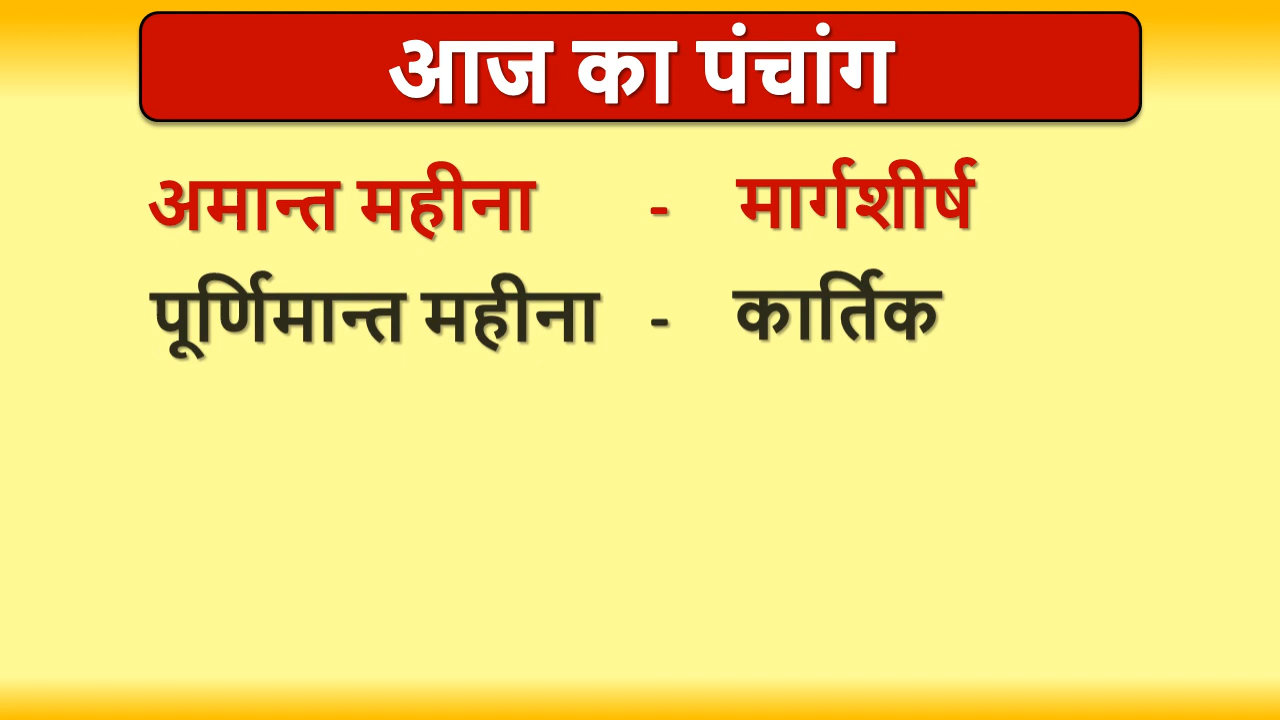 आज का पंचांग
अमान्त महीना - मार्गशीर्ष
पूर्णिमान्त महीना - कार्तिक